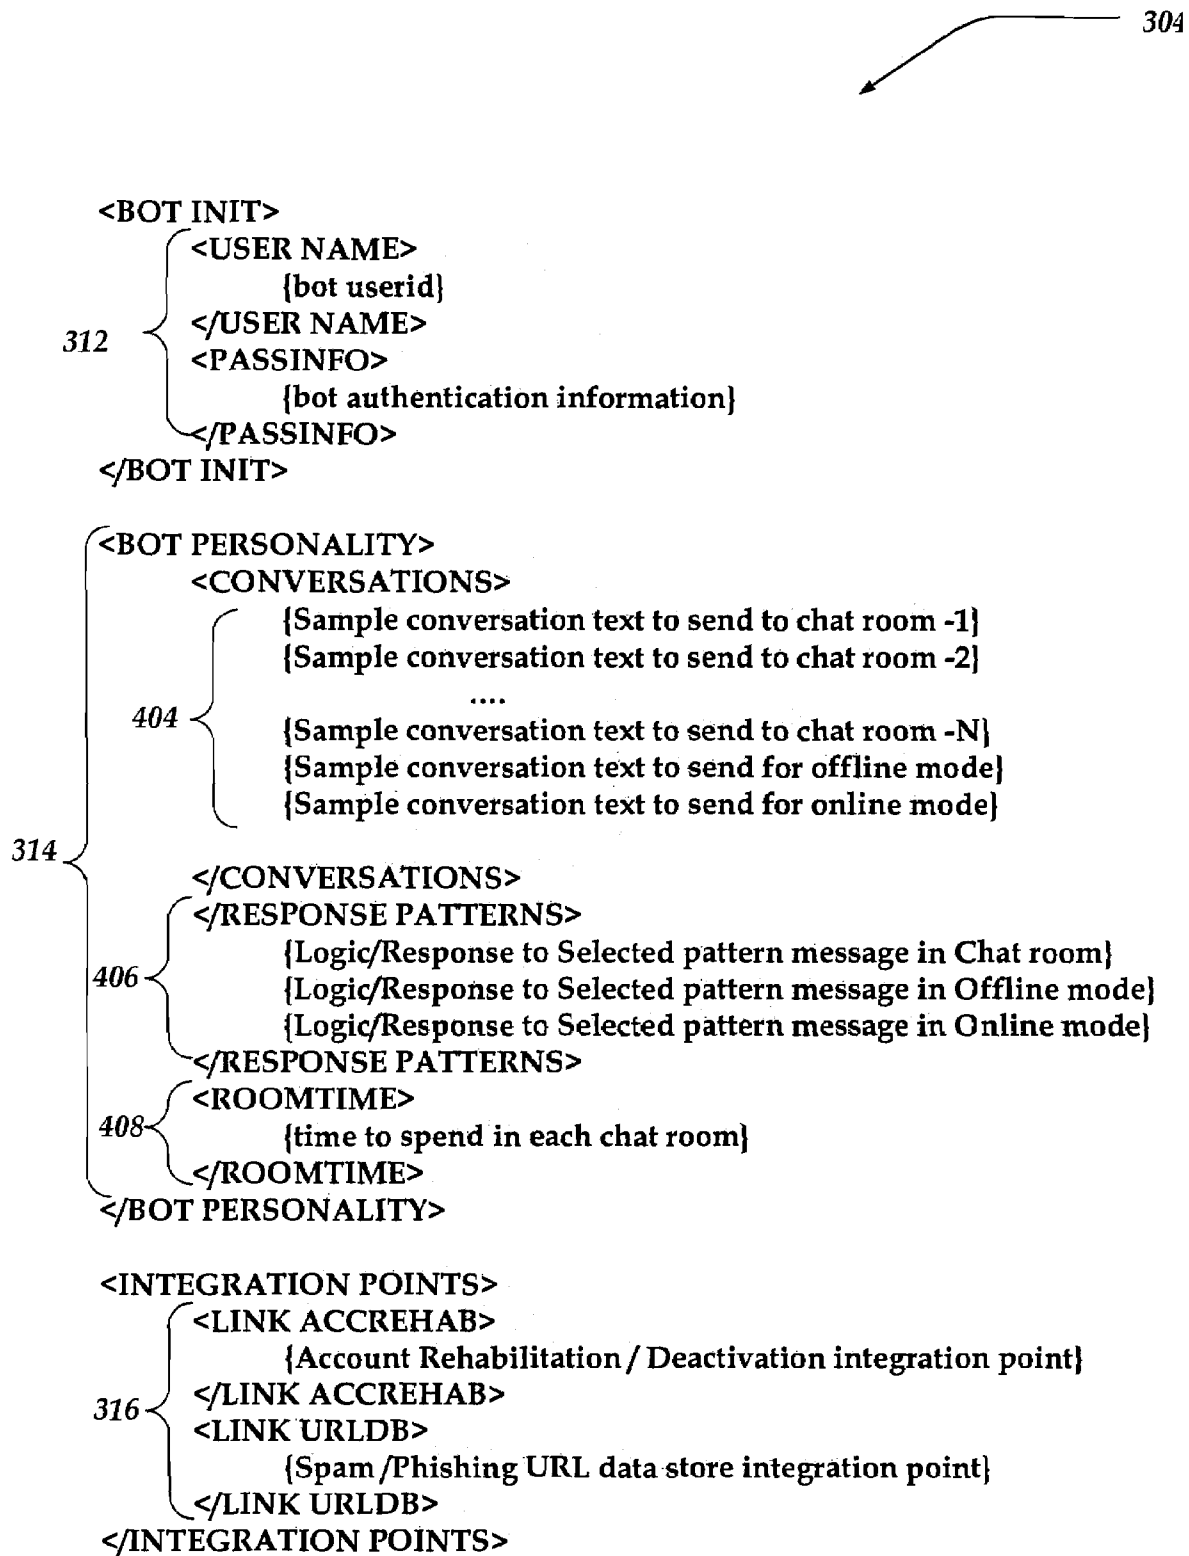 304
<BOT INIT>
<USER NAME>
{bot userid}
</USER NAME>
312
<PASSINFO>
{bot authentication information}
</PASSINFO>
</BOT INIT>
<BOT PERSONALITY>
<CONVERSATIONS>
{Sample conversation text to send to chat room -1}
{Sample conversation text to send to chat room -2}
....
404
{Sample conversation text to send to chat room -N}
{Sample conversation text to send for offline mode}
{Sample conversation text to send for online mode}
314
</CONVERSATIONS>
</RESPONSE PATTERNS>
{Logic/Response to Selected pattern message in Chat room}
406
{Logic/Response to Selected pattern message in Offline mode}
{Logic/Response to Selected pattern message in Online mode}
</RESPONSE PATTERNS>
<ROOMTIME>
408
{time to spend in each chat room}
</ROOMTIME>
</BOT PERSONALITY>
<INTEGRATION POINTS>
<LINK ACCREHAB>
{Account Rehabilitation / Deactivation integration point}
</LINK ACCREHAB>
316
<LINK URLDB>
{Spam/Phishing URL data store integration point}
</LINK URLDB>
</INTEGRATION POINTS>